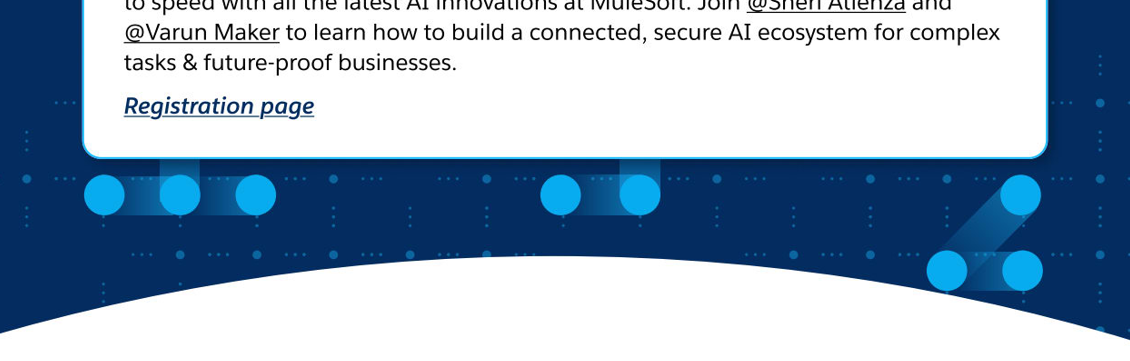 to speed with all the latest AI innovations at MuleSoft. Join @Sheri Atienza and
@Varun Maker to learn how to build a connected, secure AI ecosystem for complex
tasks & future-proof businesses.
Registration page